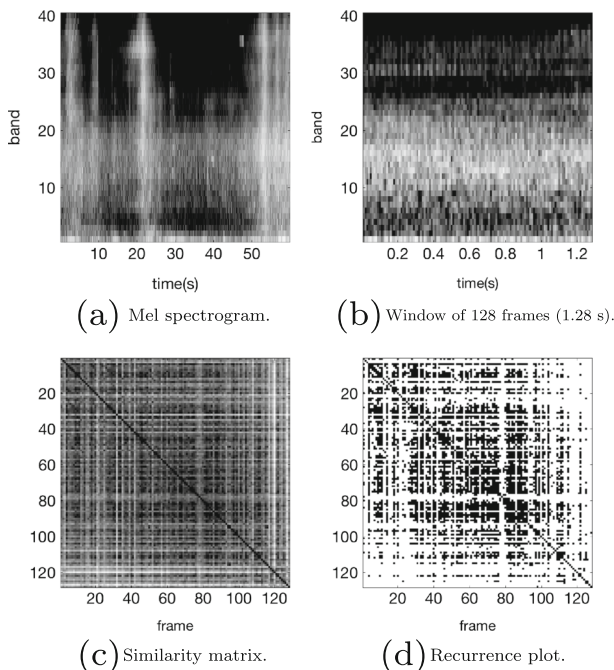 40
30
20
10
band
10 20 30 40 50
time(s)
(a) Mel spectrogram.
40
30
20
10
band
0.2 0.4 0.6 0.8 1 1.2
time(s)
(b) Window of 128 frames (1.28 s).
20
40
60
80
100
120
20 40 60 80 100 120
frame
(c) Similarity matrix.
20
40
60
80
100
120
20 40 60 80 100 120
frame
(d) Recurrence plot.